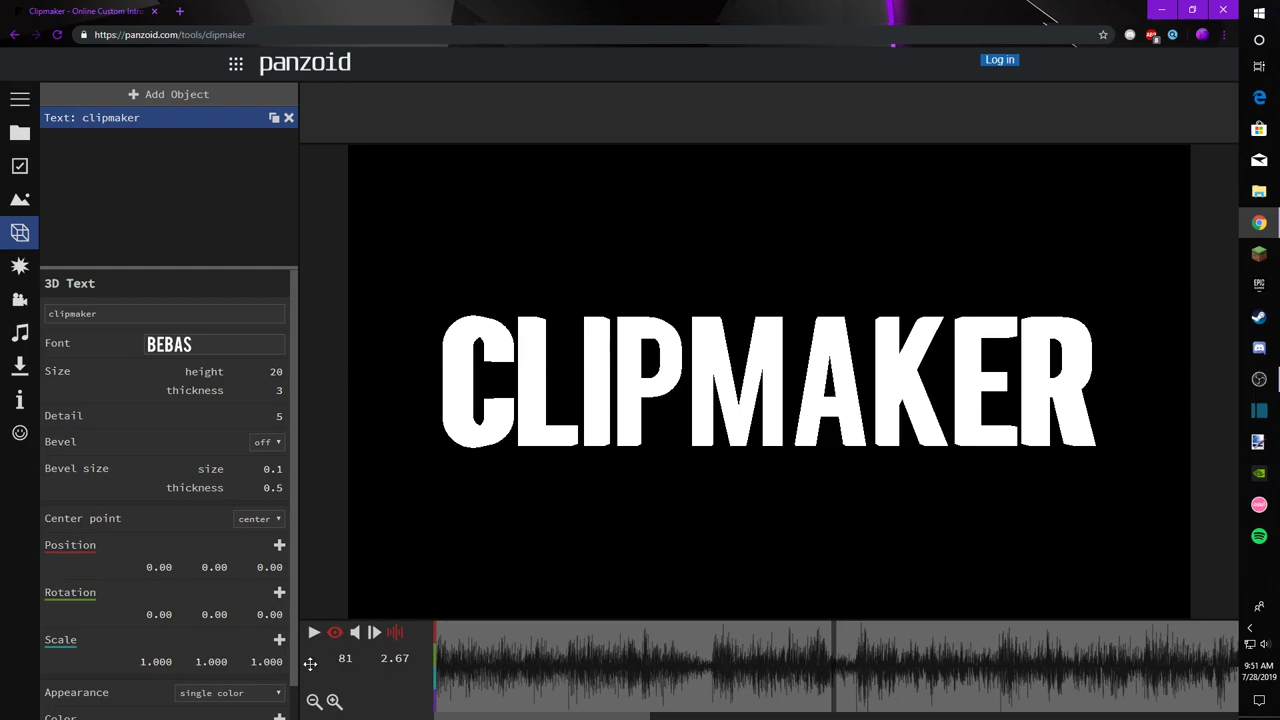 Clipmaker - Online Custom Intro
https://panzoid.com/tools/clipmaker
panzoid
Log in
Add Object
Text: clipmaker
3D Text
clipmaker
Font BEBAS
Size height 20
thickness 3
Detail 5
Bevel off
Bevel size size 0.1
thickness 0.5
Center point center
Position
0.00 0.00 0.00
Rotation
0.00 0.00 0.00
Scale
1.000 1.000 1.000
Appearance single color
Color
CLIPMAKER
81 2.67
EPIC
osu!
9:51 AM
7/28/2019